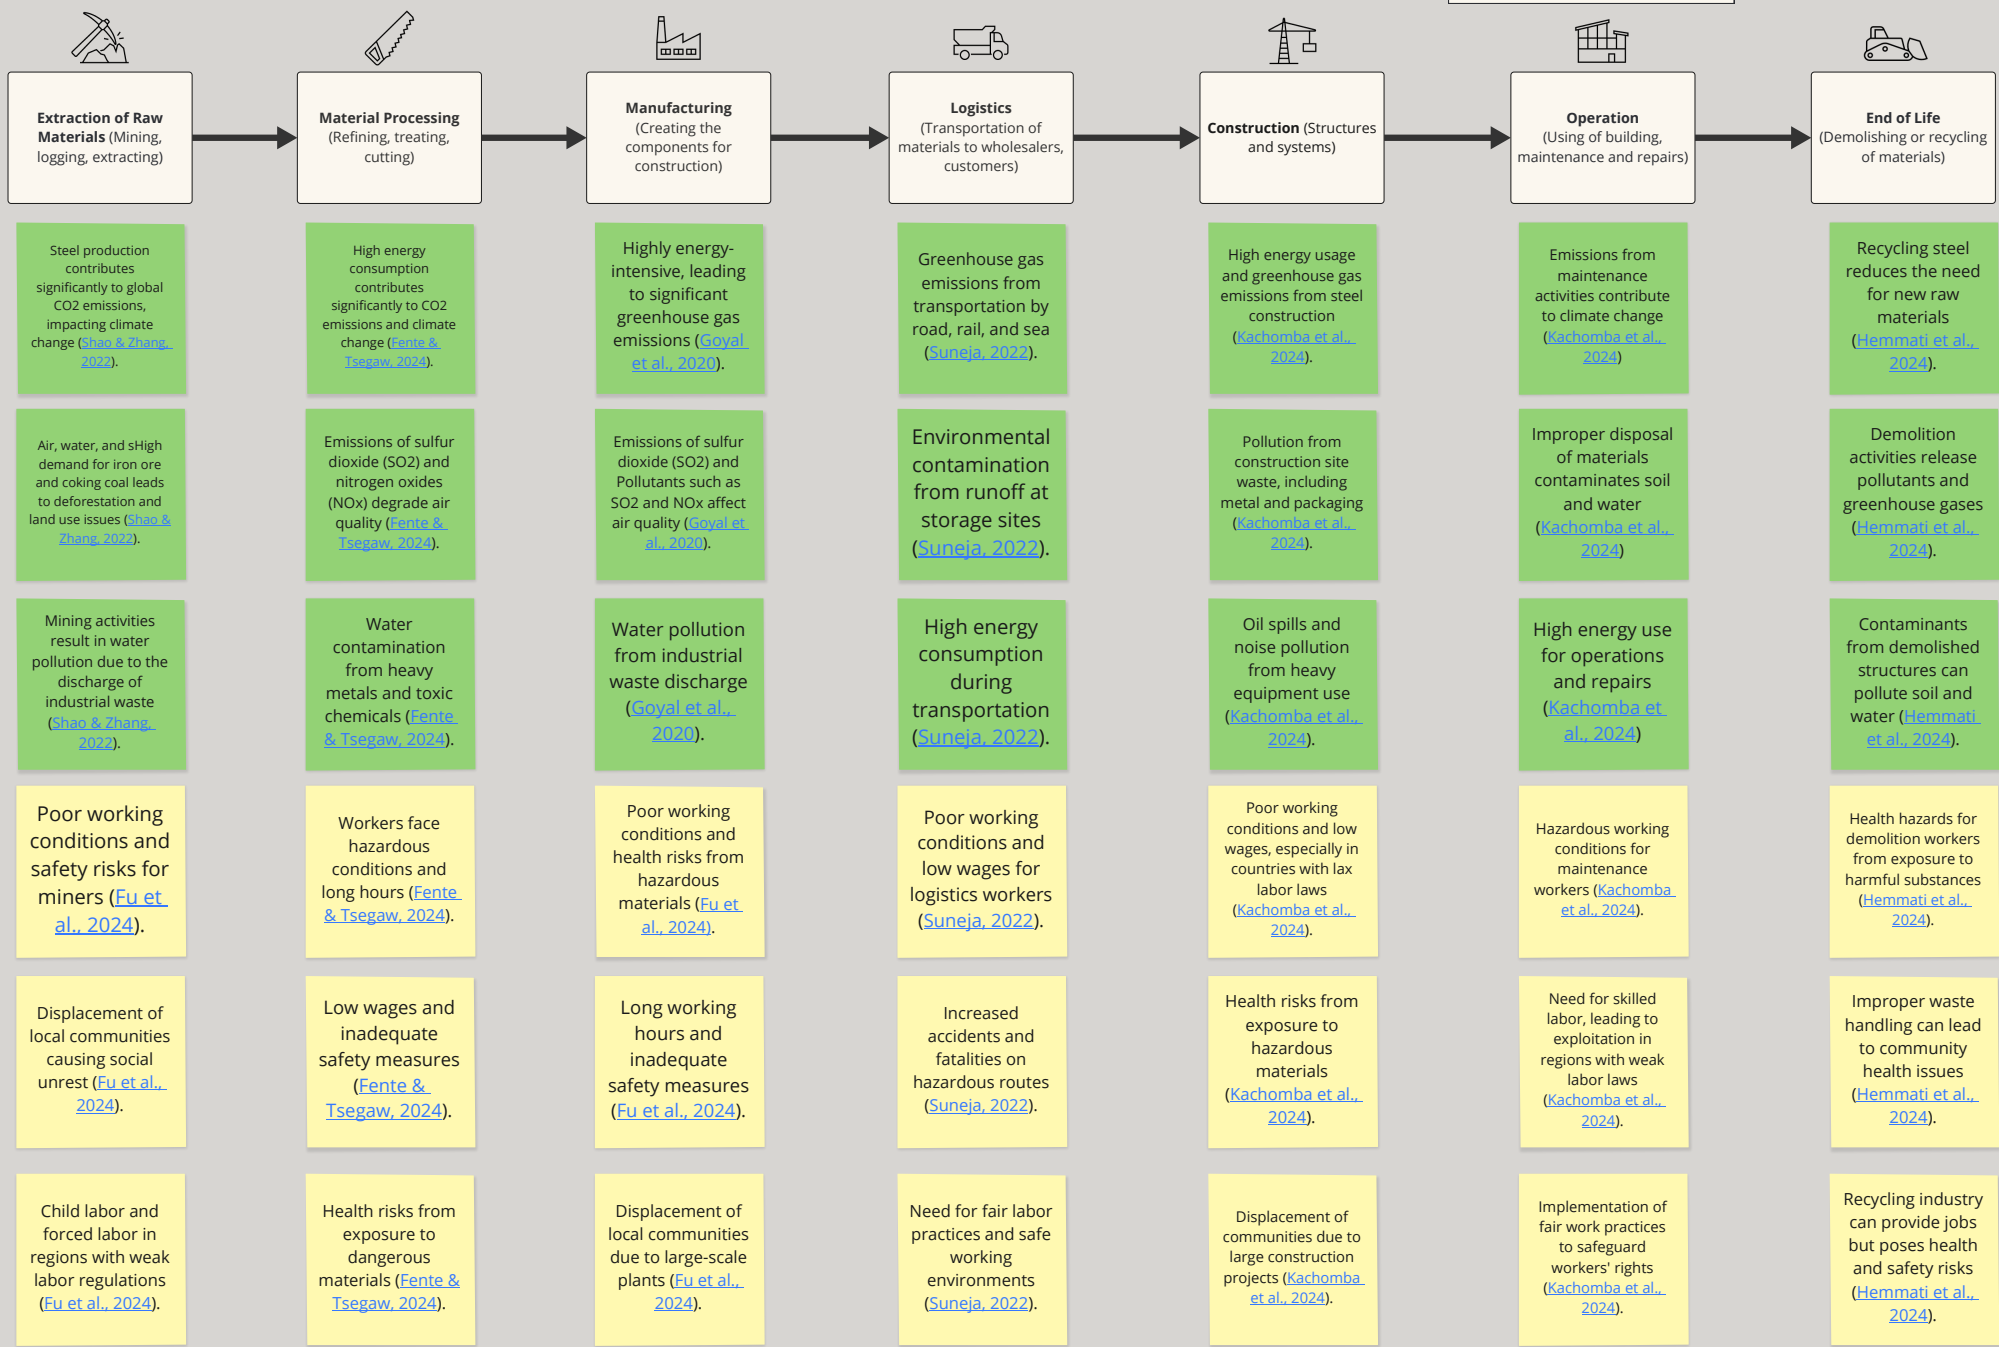 Extraction of Raw
Materials (Mining,
logging, extracting)
Material Processing
(Refining, treating,
cutting)
Manufacturing
(Creating the
components for
construction)
Logistics
(Transportation of
materials to wholesalers,
customers)
Construction (Structures
and systems)
Operation
(Using of building,
maintenance and repairs)
End of Life
(Demolishing or recycling
of materials)
Steel production
contributes
significantly to global
CO2 emissions,
impacting climate
change (Shao & Zhang,
2022).
High energy
consumption
contributes
significantly to CO2
emissions and climate
change (Fente &
Tsegaw, 2024).
Highly energy-
intensive, leading
to significant
greenhouse gas
emissions (Goyal
et al., 2020).
Greenhouse gas
emissions from
transportation by
road, rail, and sea
(Suneja, 2022).
High energy usage
and greenhouse gas
emissions from steel
construction
(Kachomba et al.,
2024).
Emissions from
maintenance
activities contribute
to climate change
(Kachomba et al.,
2024)
Recycling steel
reduces the need
for new raw
materials
(Hemmati et al.,
2024).
Air, water, and sHigh
demand for iron ore
and coking coal leads
to deforestation and
land use issues (Shao &
Zhang, 2022).
Emissions of sulfur
dioxide (SO2) and
nitrogen oxides
(NOx) degrade air
quality (Fente &
Tsegaw, 2024).
Emissions of sulfur
dioxide (SO2) and
Pollutants such as
SO2 and NOx affect
air quality (Goyal et
al., 2020).
Environmental
contamination
from runoff at
storage sites
(Suneja, 2022).
Pollution from
construction site
waste, including
metal and packaging
(Kachomba et al.,
2024).
Improper disposal
of materials
contaminates soil
and water
(Kachomba et al.,
2024)
Demolition
activities release
pollutants and
greenhouse gases
(Hemmati et al.,
2024).
Mining activities
result in water
pollution due to the
discharge of
industrial waste
(Shao & Zhang,
2022).
Water
contamination
from heavy
metals and toxic
chemicals (Fente
& Tsegaw, 2024).
Water pollution
from industrial
waste discharge
(Goyal et al.,
2020).
High energy
consumption
during
transportation
(Suneja, 2022).
Oil spills and
noise pollution
from heavy
equipment use
(Kachomba et al.,
2024).
High energy use
for operations
and repairs
(Kachomba et
al., 2024)
Contaminants
from demolished
structures can
pollute soil and
water (Hemmati
et al., 2024).
Poor working
conditions and
safety risks for
miners (Fu et
al., 2024).
Workers face
hazardous
conditions and
long hours (Fente
& Tsegaw, 2024).
Poor working
conditions and
health risks from
hazardous
materials (Fu et
al., 2024).
Poor working
conditions and
low wages for
logistics workers
(Suneja, 2022).
Poor working
conditions and low
wages, especially in
countries with lax
labor laws
(Kachomba et al.,
2024).
Hazardous working
conditions for
maintenance
workers (Kachomba
et al., 2024).
Health hazards for
demolition workers
from exposure to
harmful substances
(Hemmati et al.,
2024).
Displacement of
local communities
causing social
unrest (Fu et al.,
2024).
Low wages and
inadequate
safety measures
(Fente &
Tsegaw, 2024).
Long working
hours and
inadequate
safety measures
(Fu et al., 2024).
Increased
accidents and
fatalities on
hazardous routes
(Suneja, 2022).
Health risks from
exposure to
hazardous
materials
(Kachomba et al.,
2024).
Need for skilled
labor, leading to
exploitation in
regions with weak
labor laws
(Kachomba et al.,
2024).
Improper waste
handling can lead
to community
health issues
(Hemmati et al.,
2024).
Child labor and
forced labor in
regions with weak
labor regulations
(Fu et al., 2024).
Health risks from
exposure to
dangerous
materials (Fente &
Tsegaw, 2024).
Displacement of
local communities
due to large-scale
plants (Fu et al.,
2024).
Need for fair labor
practices and safe
working
environments
(Suneja, 2022).
Displacement of
communities due to
large construction
projects (Kachomba
et al., 2024).
Implementation of
fair work practices
to safeguard
workers' rights
(Kachomba et al.,
2024).
Recycling industry
can provide jobs
but poses health
and safety risks
(Hemmati et al.,
2024).